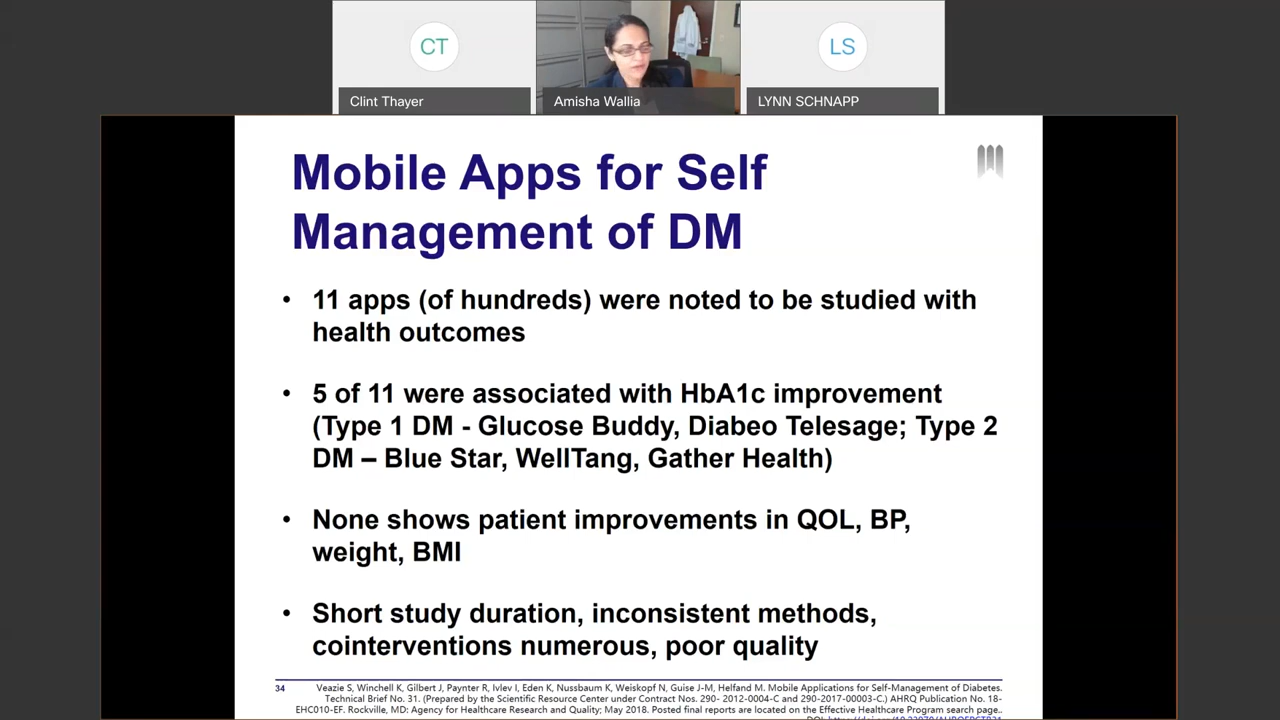 CT
LS
Clint Thayer
Amisha Wallia
LYNN SCHNAPP
Mobile Apps for Self
Management of DM
• 11 apps (of hundreds) were noted to be studied with
health outcomes
• 5 of 11 were associated with HbA1c improvement
(Type 1 DM - Glucose Buddy, Diabeo Telesage; Type 2
DM – Blue Star, WellTang, Gather Health)
• None shows patient improvements in QOL, BP,
weight, BMI
• Short study duration, inconsistent methods,
cointerventions numerous, poor quality
34
Veazie S, Winchell K, Gilbert J, Paynter R, Ivlev I, Eden K, Nussbaum K, Weiskopf N, Guise J-M, Helfand M. Mobile Applications for Self-Management of Diabetes.
Technical Brief No. 31. (Prepared by the Scientific Resource Center under Contract Nos. 290- 2012-0004-C and 290-2017-00003-C.) AHRQ Publication No. 18-
EHC010-EF. Rockville, MD: Agency for Healthcare Research and Quality; May 2018. Posted final reports are located on the Effective Healthcare Program search page..